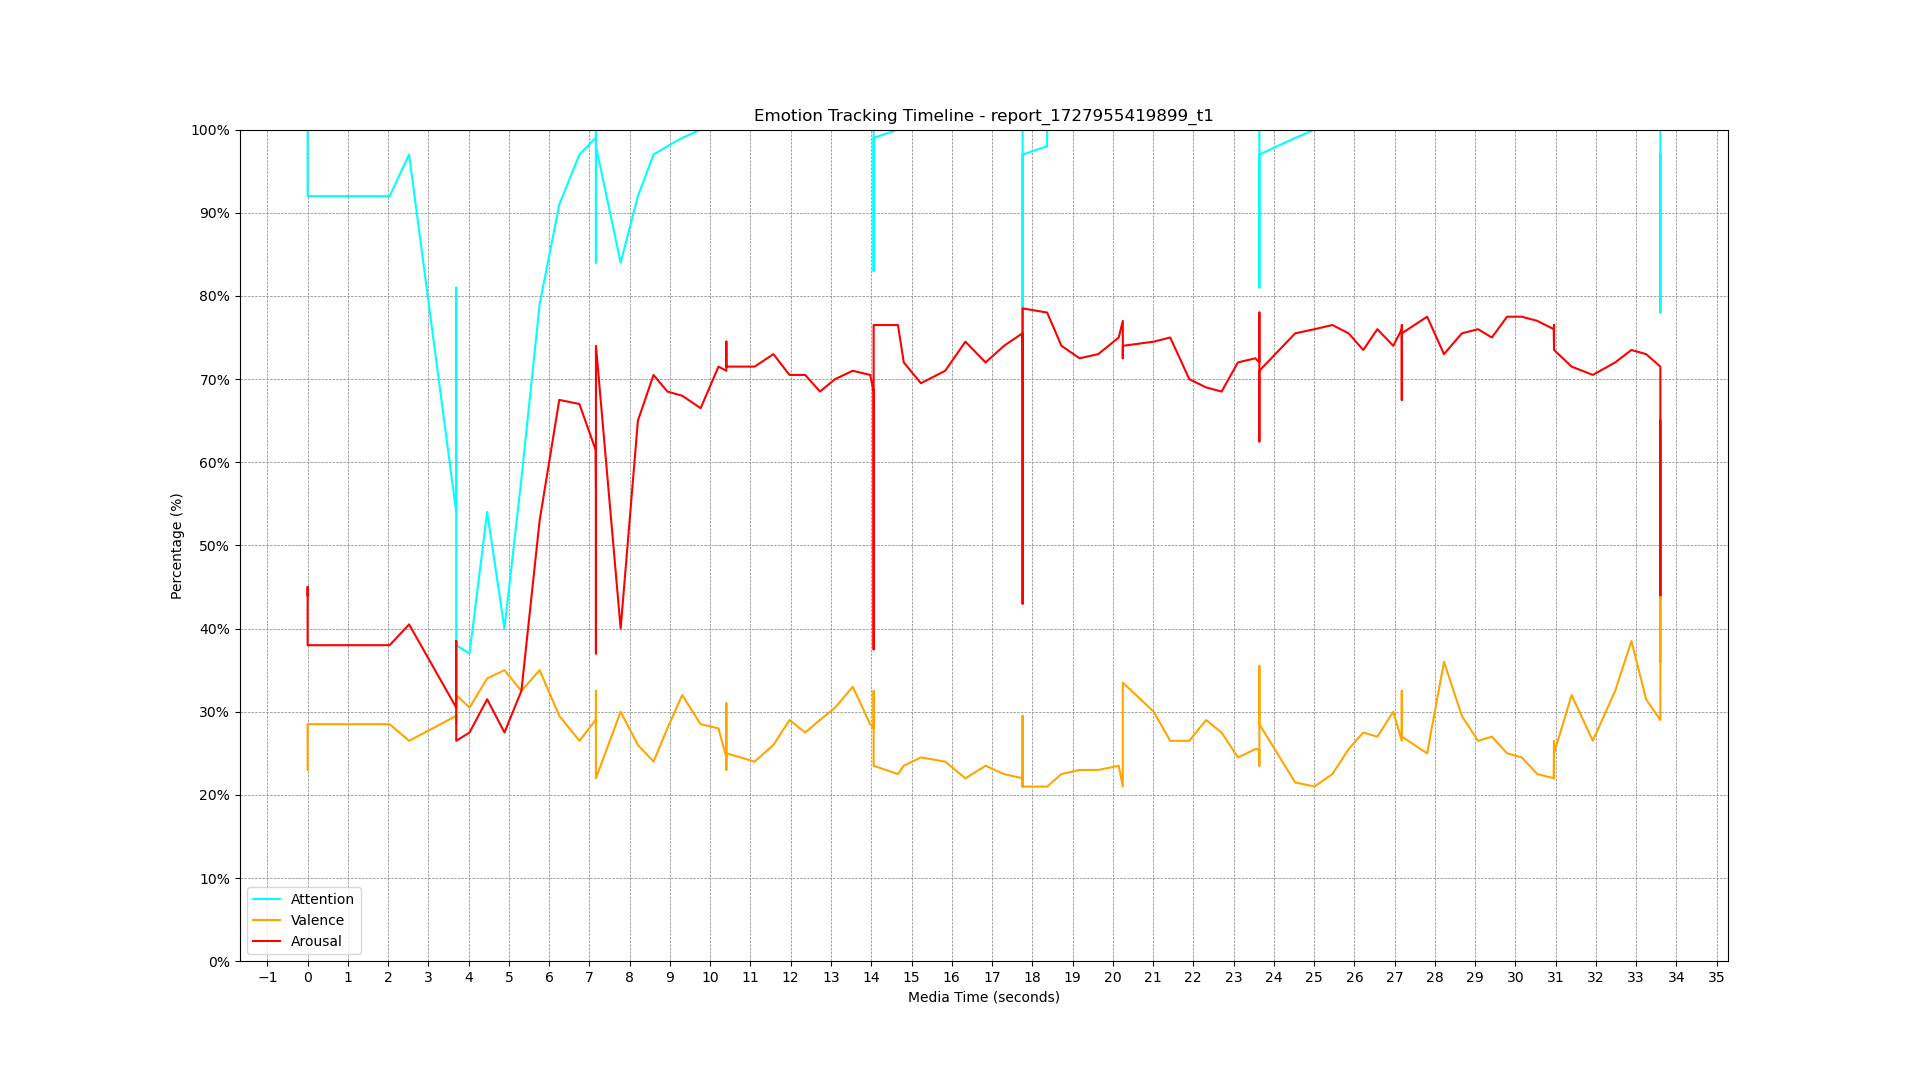 Emotion Tracking Timeline - report_1727955419899_t1
100%
90%
80%
70%
60%
50%
40%
30%
20%
10%
0%
Percentage (%)
Attention
Valence
Arousal
−1 0 1 2 3 4 5 6 7 8 9 10 11 12 13 14 15 16 17 18 19 20 21 22 23 24 25 26 27 28 29 30 31 32 33 34 35
Media Time (seconds)